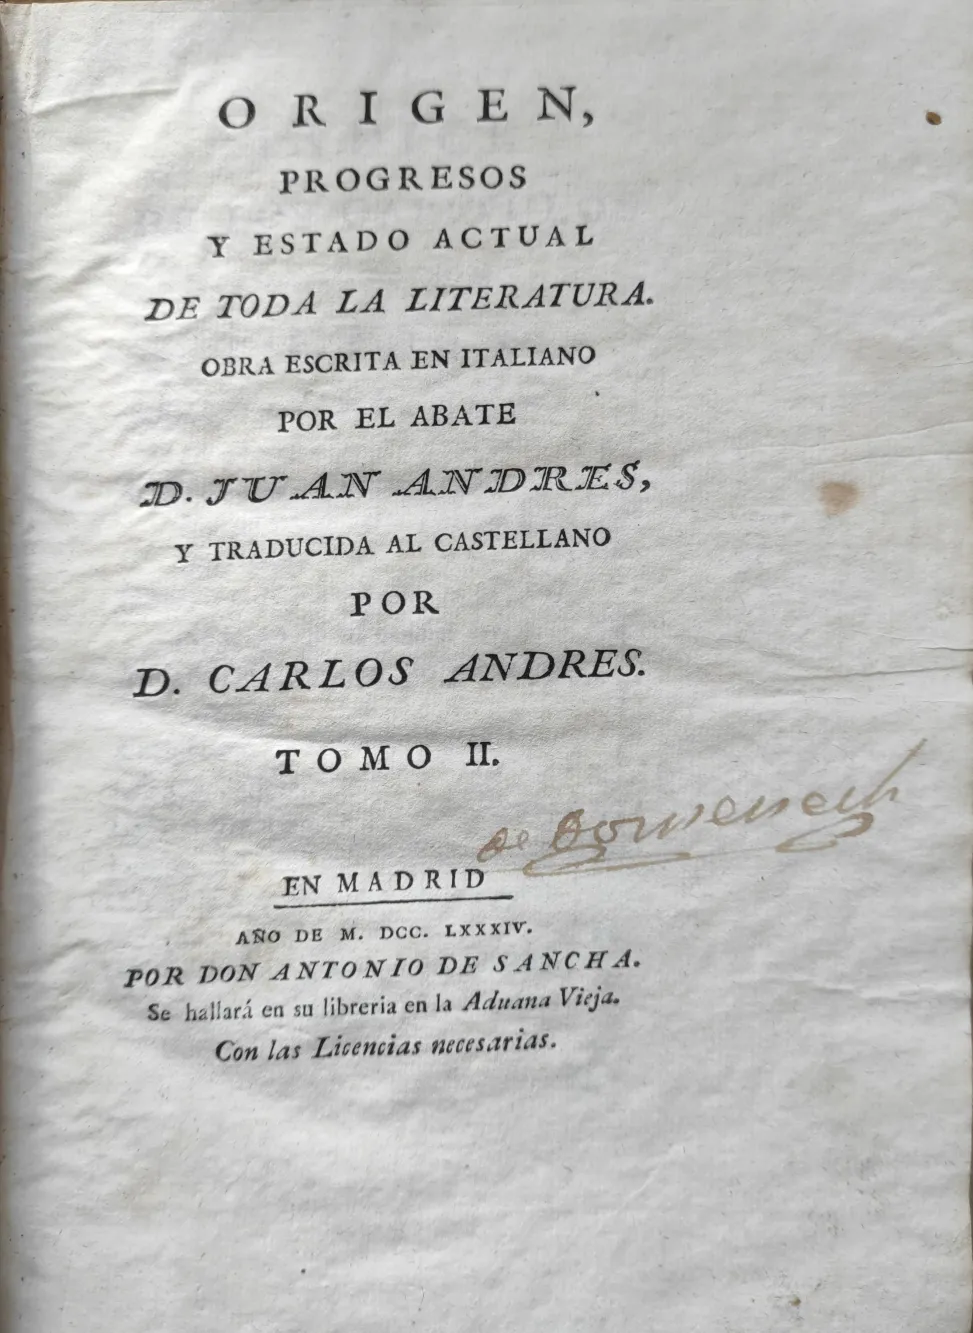 ORIGEN,
PROGRESOS
Y ESTADO ACTUAL
DE TODA LA LITERATURA.
OBRA ESCRITA EN ITALIANO
POR EL ABATE
D. JUAN ANDRES,
Y TRADUCIDA AL CASTELLANO
POR
D. CARLOS ANDRES.
TOMO II.
de Domenech
EN MADRID
AÑO DE M. DCC. LXXXIV.
POR DON ANTONIO DE SANCHA.
Se hallará en su libreria en la Aduana Vieja.
Con las Licencias necesarias.